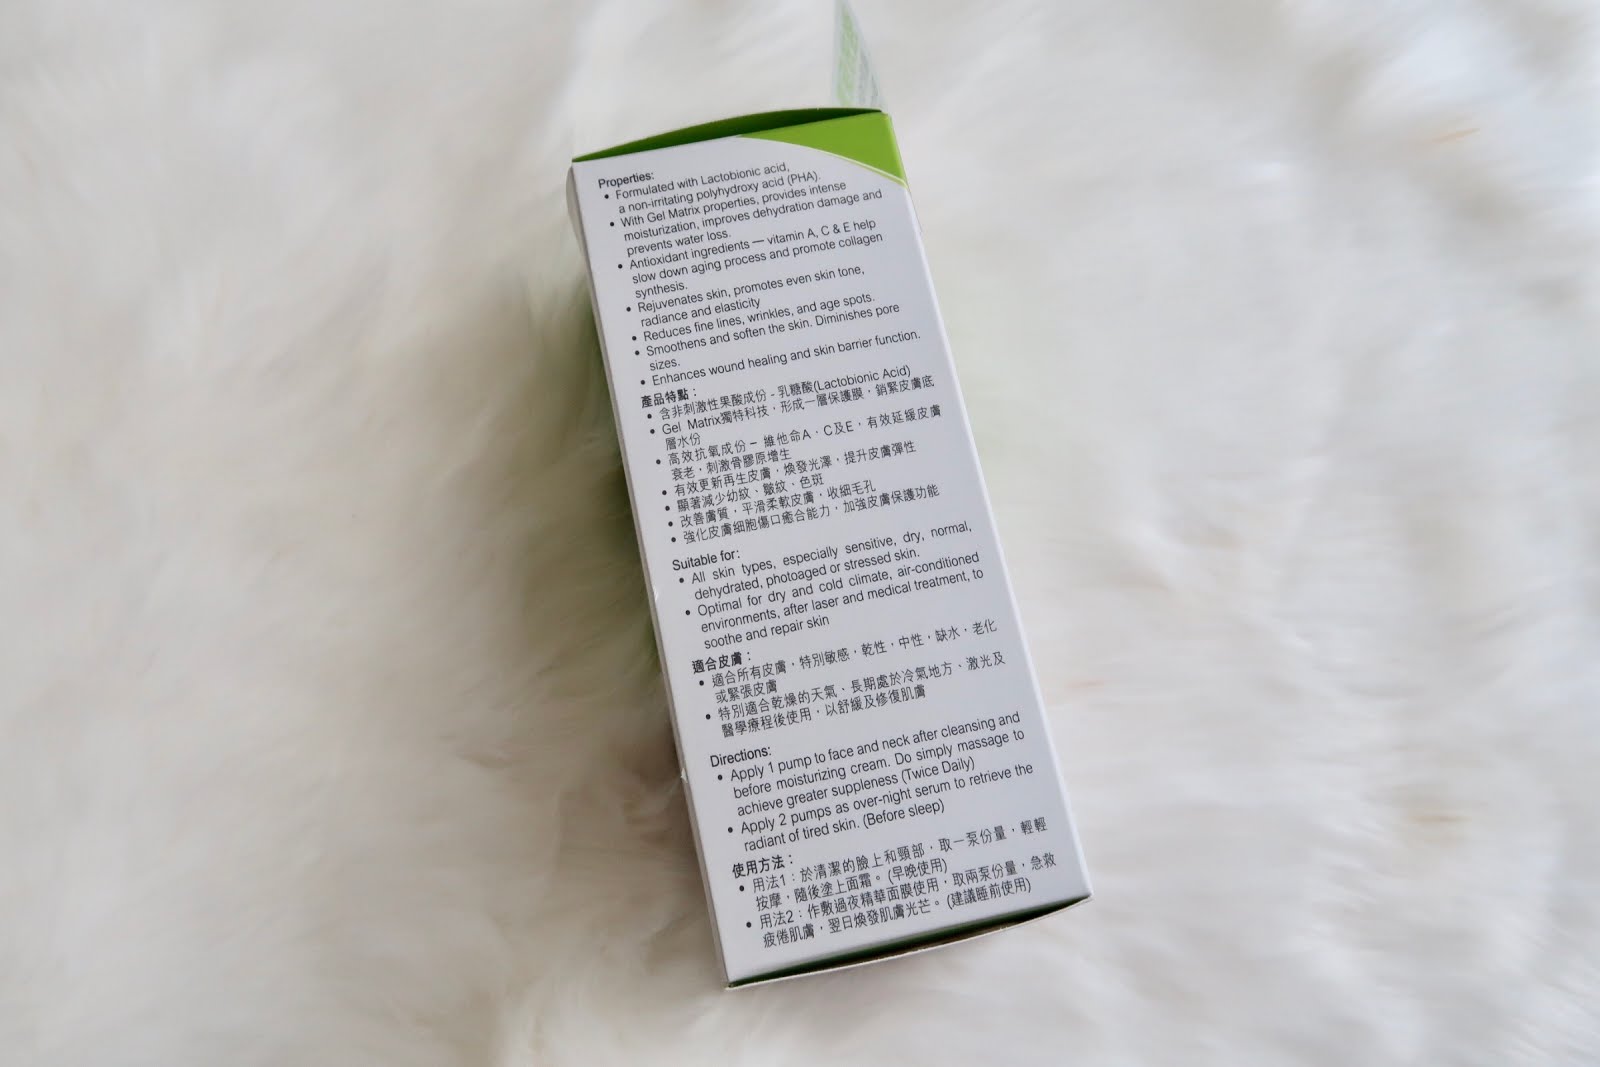 Properties:
• Formulated with Lactobionic acid,
a non-irritating polyhydroxy acid (PHA).
• With Gel Matrix properties, provides intense
moisturization, improves dehydration damage and
prevents water loss.
• Antioxidant ingredients — vitamin A, C & E help
slow down aging process and promote collagen
synthesis.
• Rejuvenates skin, promotes even skin tone,
radiance and elasticity
• Reduces fine lines, wrinkles, and age spots.
• Smoothens and soften the skin. Diminishes pore
sizes.
• Enhances wound healing and skin barrier function.
產品特點：
• 含非刺激性果酸成份 - 乳糖酸(Lactobionic Acid)
• Gel Matrix獨特科技，形成一層保護膜，銷緊皮膚底
層水份
• 高效抗氧成份 – 維他命A、C及E，有效延緩皮膚
衰老，刺激骨膠原增生
• 有效更新再生皮膚，煥發光澤，提升皮膚彈性
• 顯著減少幼紋、皺紋、色斑
• 改善膚質，平滑柔軟皮膚，收細毛孔
• 強化皮膚細胞傷口癒合能力，加強皮膚保護功能
Suitable for:
• All skin types, especially sensitive, dry, normal,
dehydrated, photoaged or stressed skin.
• Optimal for dry and cold climate, air-conditioned
environments, after laser and medical treatment, to
soothe and repair skin
適合皮膚：
• 適合所有皮膚，特別敏感，乾性，中性，缺水，老化
或緊張皮膚
• 特別適合乾燥的天氣、長期處於冷氣地方、激光及
醫學療程後使用，以舒緩及修復肌膚
Directions:
• Apply 1 pump to face and neck after cleansing and
before moisturizing cream. Do simply massage to
achieve greater suppleness (Twice Daily)
• Apply 2 pumps as over-night serum to retrieve the
radiant of tired skin. (Before sleep)
使用方法：
• 用法1：於清潔的臉上和頸部，取一泵份量，輕輕
按摩，隨後塗上面霜。(早晚使用)
• 用法2：作敷過夜精華面膜使用，取兩泵份量，急救
疲倦肌膚，翌日煥發肌膚光芒。(建議睡前使用)